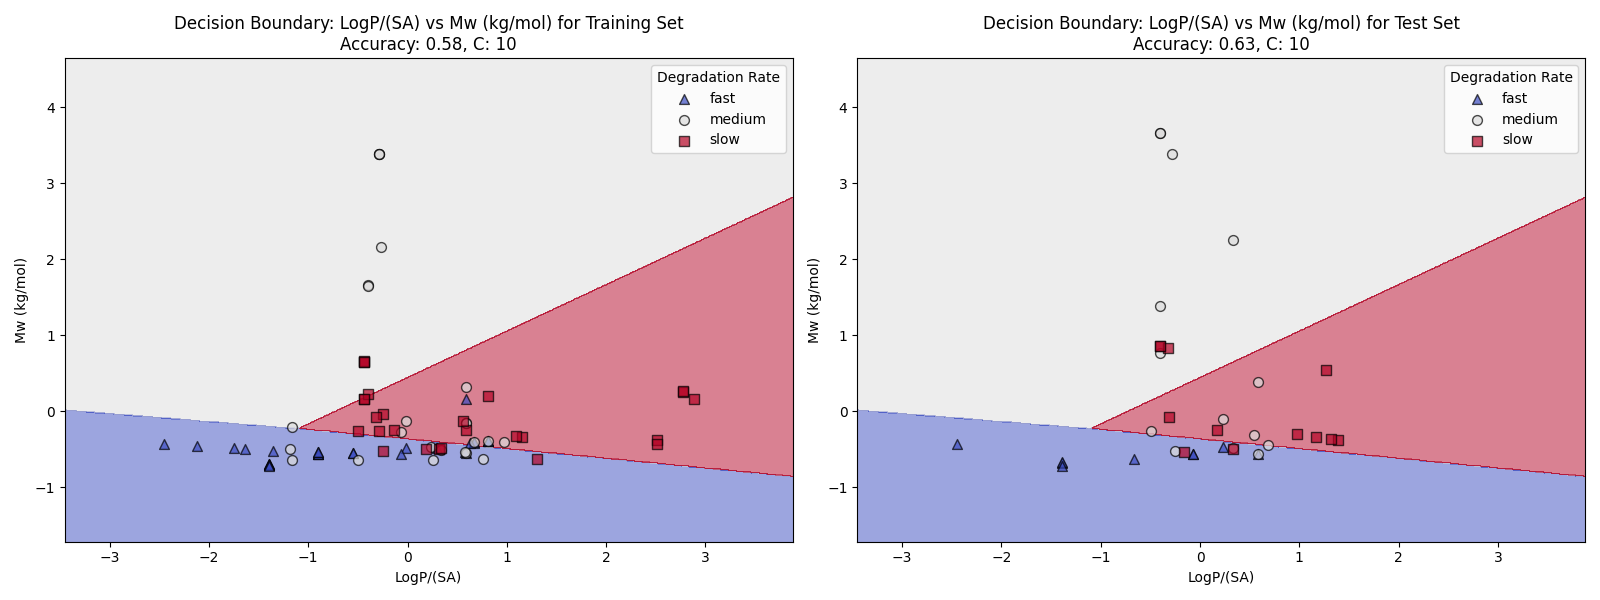 Decision Boundary: LogP/(SA) vs Mw (kg/mol) for Training Set
Accuracy: 0.58, C: 10
Degradation Rate
fast
medium
slow
4
3
2
1
0
−1
Mw (kg/mol)
−3
−2
−1
0
1
2
3
LogP/(SA)
Decision Boundary: LogP/(SA) vs Mw (kg/mol) for Test Set
Accuracy: 0.63, C: 10
Degradation Rate
fast
medium
slow
4
3
2
1
0
−1
Mw (kg/mol)
−3
−2
−1
0
1
2
3
LogP/(SA)